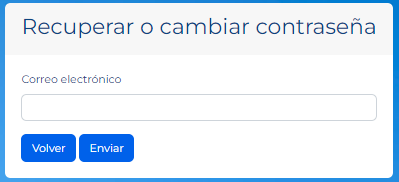 Recuperar o cambiar contraseña
Correo electrónico
Volver Enviar